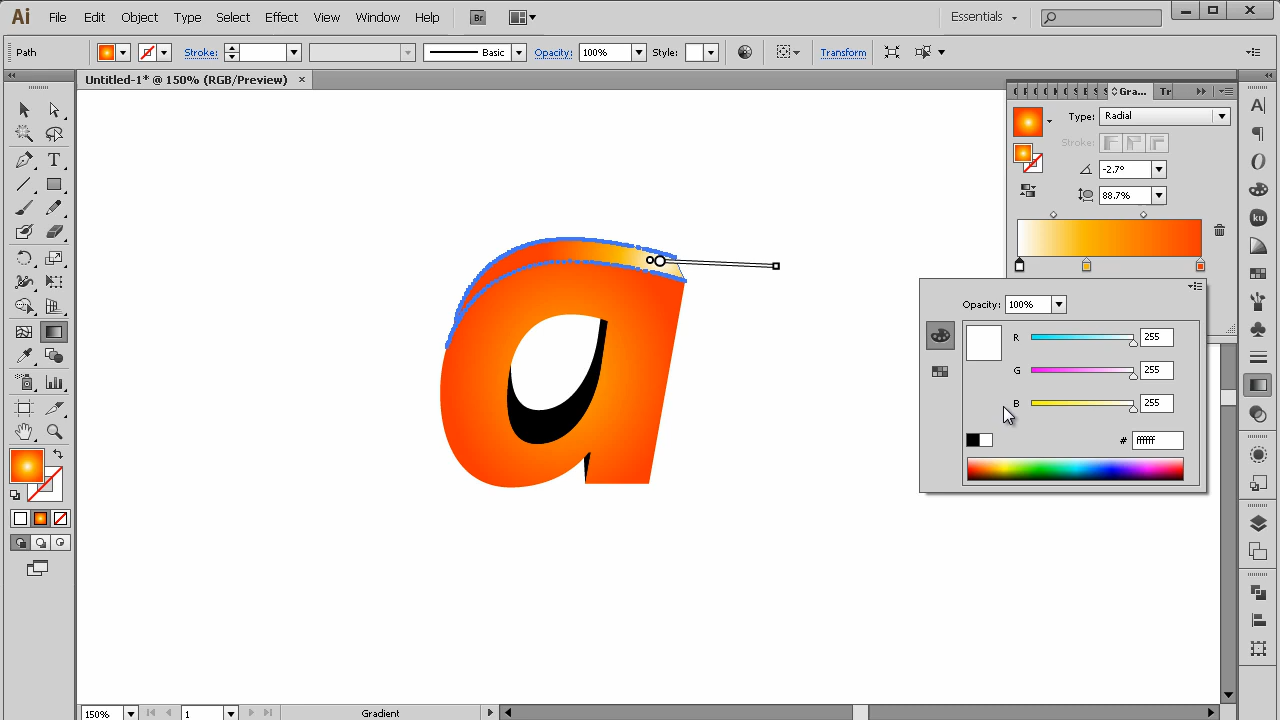 Ai File Edit Object Type Select Effect View Window Help Br Essentials
Path Stroke: Basic Opacity: 100% Style: Transform
Untitled-1* @ 150% (RGB/Preview) ×
Gra... Tr
Type: Radial
Stroke:
-2.7°
88.7%
Opacity: 100%
R 255
G 255
B 255
# ffffff
a
ku
T
A
150% 1 Gradient